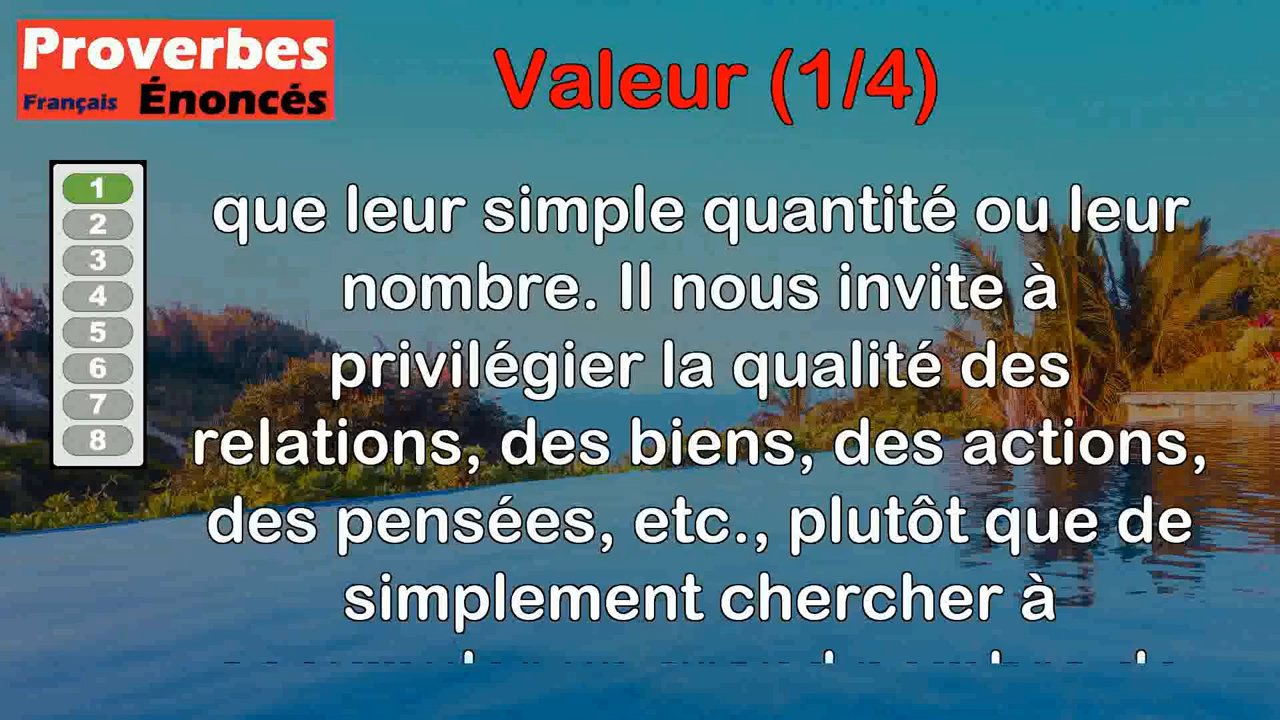 Proverbes
Français Énoncés
Valeur (1/4)
1
2
3
4
5
6
7
8
que leur simple quantité ou leur
nombre. Il nous invite à
privilégier la qualité des
relations, des biens, des actions,
des pensées, etc., plutôt que de
simplement chercher à